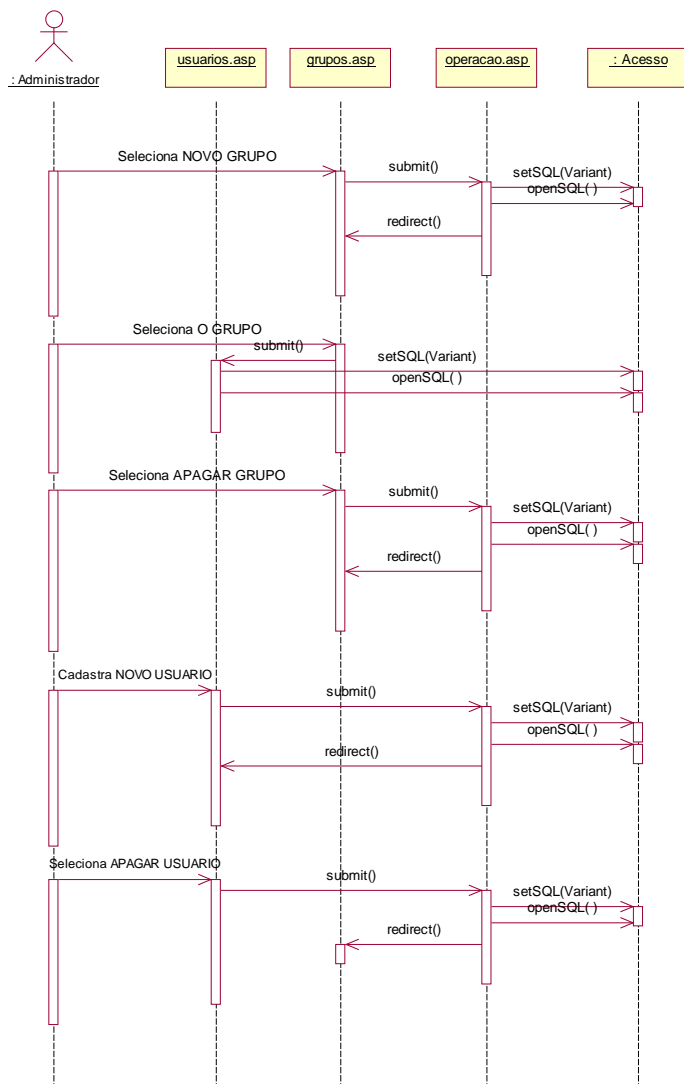 usuarios.asp
grupos.asp
operacao.asp
: Acesso
: Administrador
Seleciona NOVO GRUPO
submit()
setSQL(Variant)
openSQL( )
redirect()
Seleciona O GRUPO
submit()
setSQL(Variant)
openSQL( )
Seleciona APAGAR GRUPO
submit()
setSQL(Variant)
openSQL( )
redirect()
Cadastra NOVO USUARIO
submit()
setSQL(Variant)
openSQL( )
redirect()
Seleciona APAGAR USUARIO
submit()
setSQL(Variant)
openSQL( )
redirect()